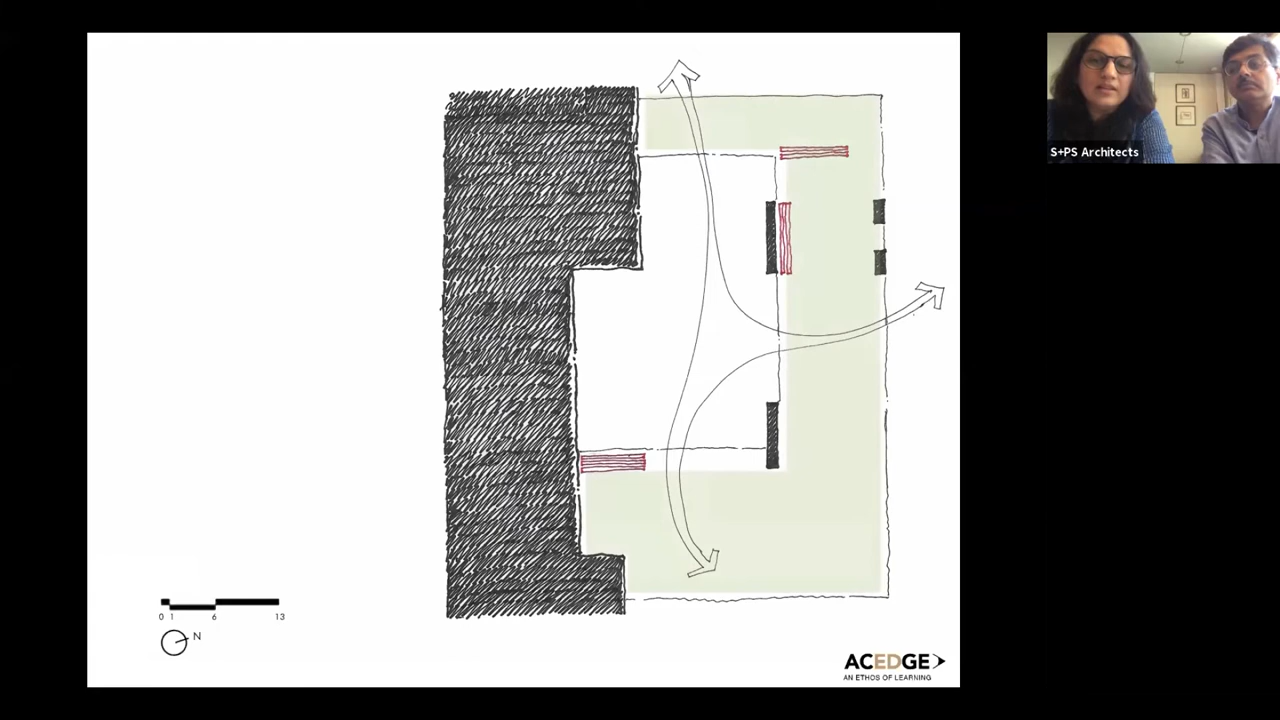 S+PS Architects
0 1 6 13
N
ACEDGE
AN ETHOS OF LEARNING